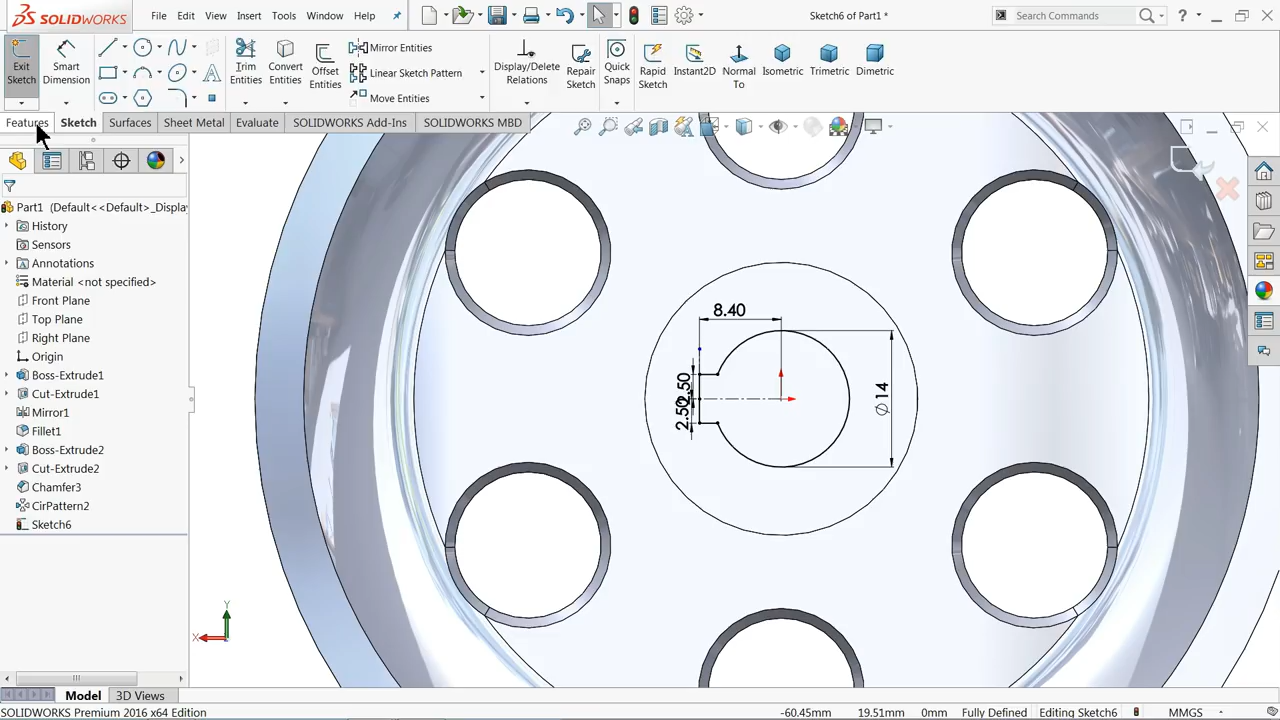 SOLIDWORKS File Edit View Insert Tools Window Help Sketch6 of Part1 * Search Commands ?
Exit Sketch Smart Dimension Trim Entities Convert Entities Offset Entities Mirror Entities Linear Sketch Pattern Move Entities Display/Delete Relations Repair Sketch Quick Snaps Rapid Sketch Instant2D Normal To Isometric Trimetric Dimetric
Features Sketch Surfaces Sheet Metal Evaluate SOLIDWORKS Add-Ins SOLIDWORKS MBD
Part1 (Default<<Default>_Displa
History
Sensors
Annotations
Material <not specified>
Front Plane
Top Plane
Right Plane
Origin
Boss-Extrude1
Cut-Extrude1
Mirror1
Fillet1
Boss-Extrude2
Cut-Extrude2
Chamfer3
CirPattern2
Sketch6
8.40
2.50
2.50
∅14
Y
X
Model 3D Views
SOLIDWORKS Premium 2016 x64 Edition -60.45mm 19.51mm 0mm Fully Defined Editing Sketch6 MMGS